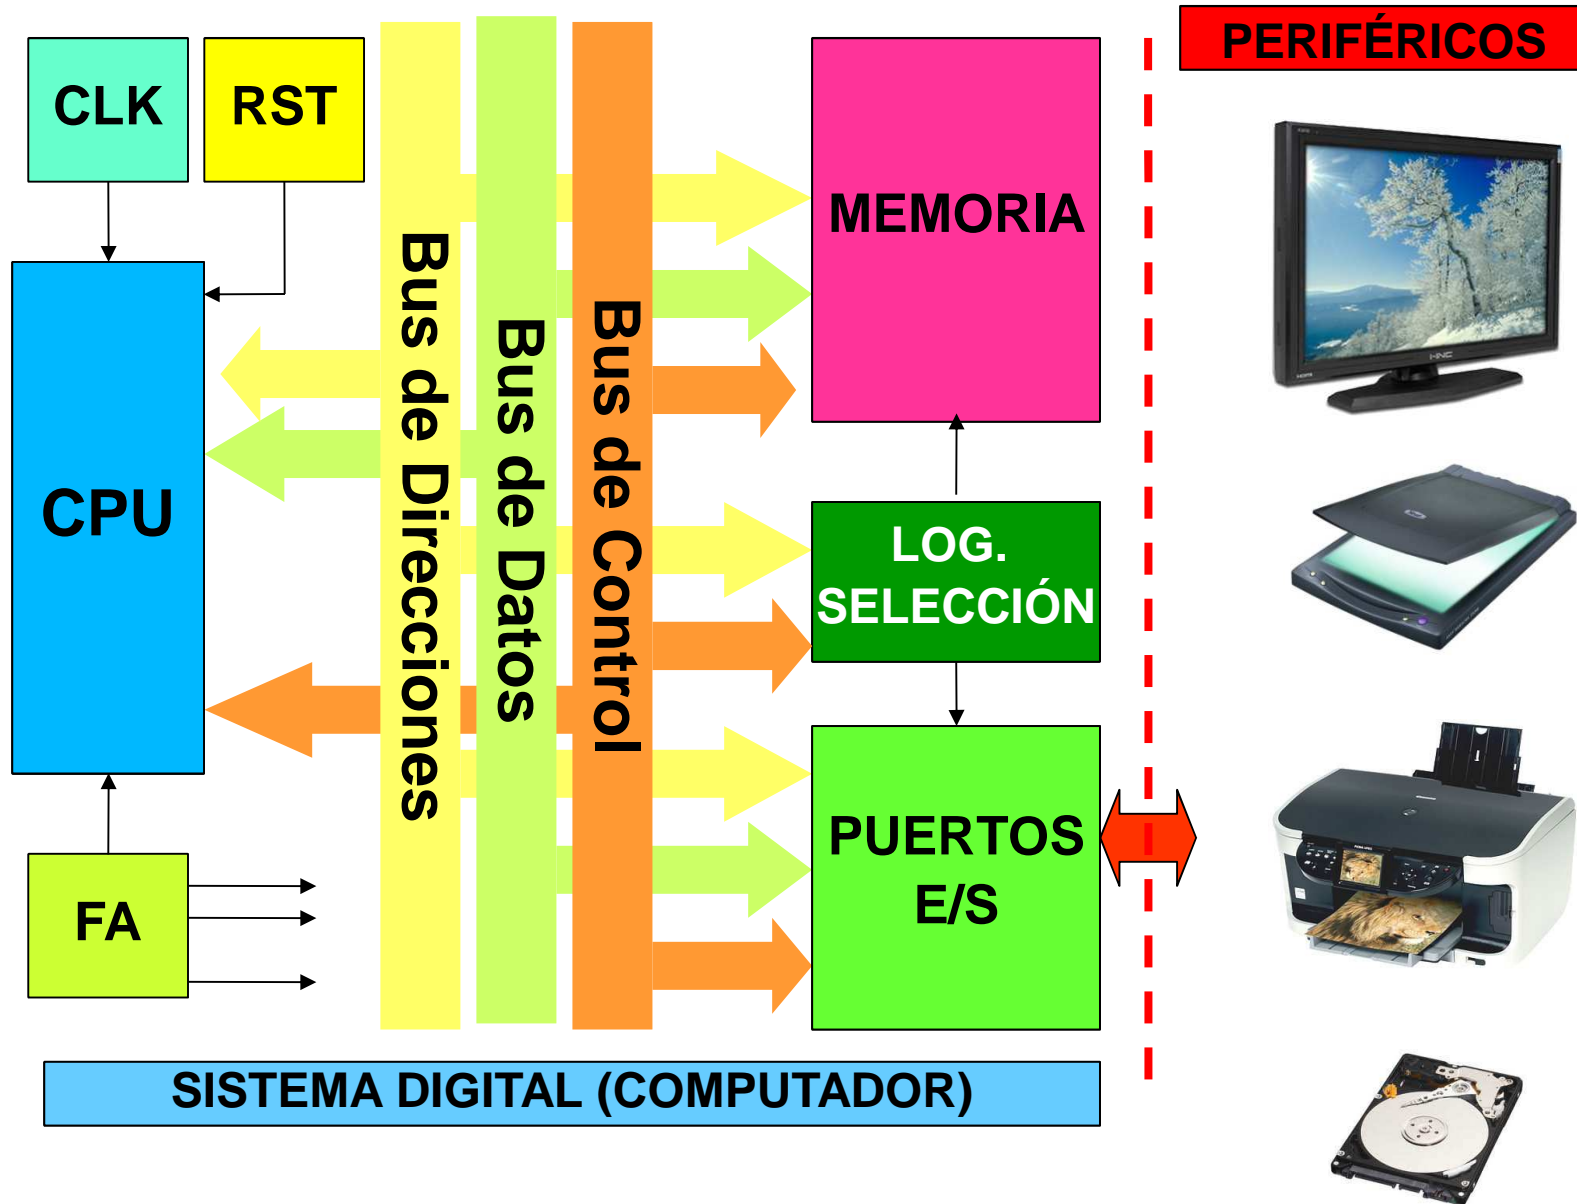 PERIFÉRICOS
CLK
RST
MEMORIA
Bus de Direcciones
Bus de Datos
Bus de Control
CPU
LOG.
SELECCIÓN
PUERTOS
E/S
FA
SISTEMA DIGITAL (COMPUTADOR)
HNC